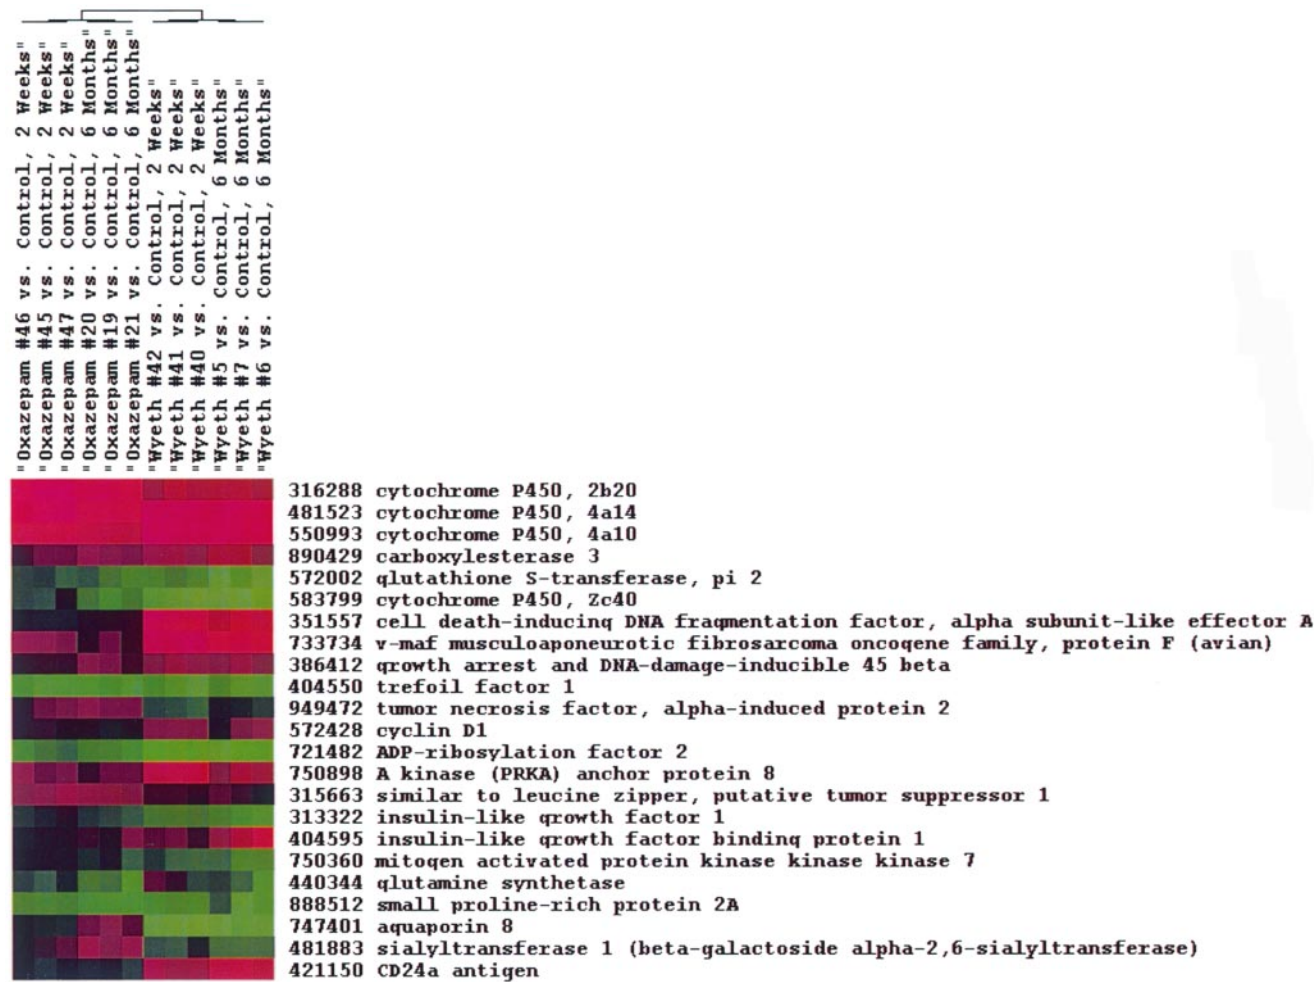 "Oxazepam #46 vs. Control, 2 Weeks"
"Oxazepam #45 vs. Control, 2 Weeks"
"Oxazepam #47 vs. Control, 2 Weeks"
"Oxazepam #20 vs. Control, 6 Months"
"Oxazepam #19 vs. Control, 6 Months"
"Oxazepam #21 vs. Control, 6 Months"
"Wyeth #42 vs. Control, 2 Weeks"
"Wyeth #41 vs. Control, 2 Weeks"
"Wyeth #40 vs. Control, 2 Weeks"
"Wyeth #5 vs. Control, 6 Months"
"Wyeth #7 vs. Control, 6 Months"
"Wyeth #6 vs. Control, 6 Months"
316288 cytochrome P450, 2b20
481523 cytochrome P450, 4a14
550993 cytochrome P450, 4a10
890429 carboxylesterase 3
572002 glutathione S-transferase, pi 2
583799 cytochrome P450, 2c40
351557 cell death-inducing DNA fragmentation factor, alpha subunit-like effector A
733734 v-maf musculoaponeurotic fibrosarcoma oncogene family, protein F (avian)
386412 growth arrest and DNA-damage-inducible 45 beta
404550 trefoil factor 1
949472 tumor necrosis factor, alpha-induced protein 2
572428 cyclin D1
721482 ADP-ribosylation factor 2
750898 A kinase (PRKA) anchor protein 8
315663 similar to leucine zipper, putative tumor suppressor 1
313322 insulin-like growth factor 1
404595 insulin-like growth factor binding protein 1
750360 mitogen activated protein kinase kinase kinase 7
440344 glutamine synthetase
888512 small proline-rich protein 2A
747401 aquaporin 8
481883 sialyltransferase 1 (beta-galactoside alpha-2,6-sialyltransferase)
421150 CD24a antigen